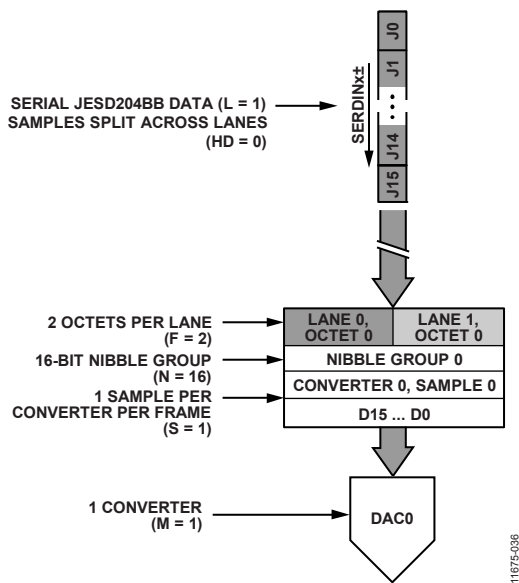 J0
J1
J14
J15
SERDINx±
SERIAL JESD204BB DATA (L = 1)
SAMPLES SPLIT ACROSS LANES
(HD = 0)
2 OCTETS PER LANE
(F = 2)
LANE 0,
OCTET 0
LANE 1,
OCTET 0
16-BIT NIBBLE GROUP
(N = 16)
NIBBLE GROUP 0
1 SAMPLE PER
CONVERTER PER FRAME
(S = 1)
CONVERTER 0, SAMPLE 0
D15 ... D0
1 CONVERTER
(M = 1)
DAC0
11675-036